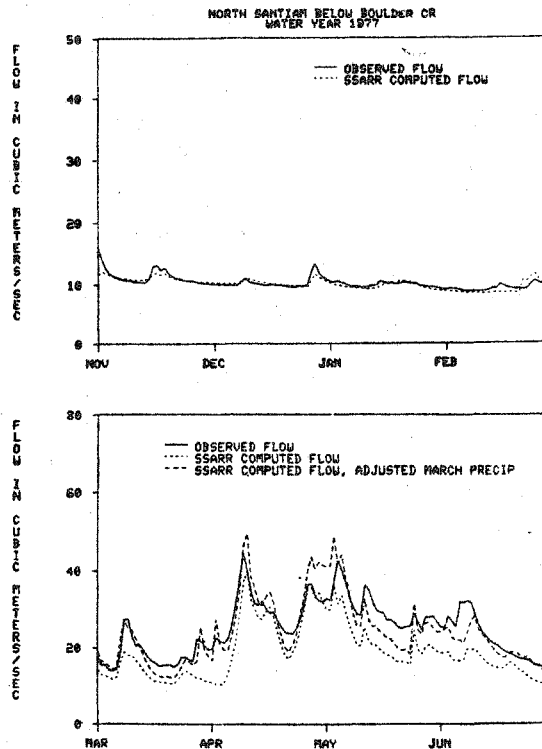 NORTH SANTIAM BELOW BOULDER CR
WATER YEAR 1977
FLOW IN CUBIC METERS/SEC
50
40
30
20
10
0
OBSERVED FLOW
SSARR COMPUTED FLOW
NOV DEC JAN FEB
FLOW IN CUBIC METERS/SEC
80
60
40
20
0
OBSERVED FLOW
SSARR COMPUTED FLOW
SSARR COMPUTED FLOW, ADJUSTED MARCH PRECIP
MAR APR MAY JUN